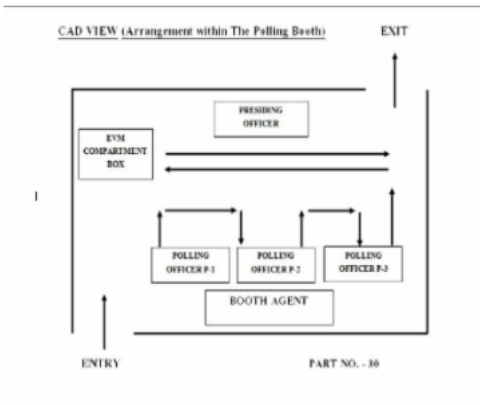 CAD VIEW (Arrangement within The Polling Booth)
EXIT
PRESIDING
OFFICER
EVM
COMPARTMENT
BOX
POLLING
OFFICER P-1
POLLING
OFFICER P-2
POLLING
OFFICER P-3
BOOTH AGENT
ENTRY
PART NO. - 30